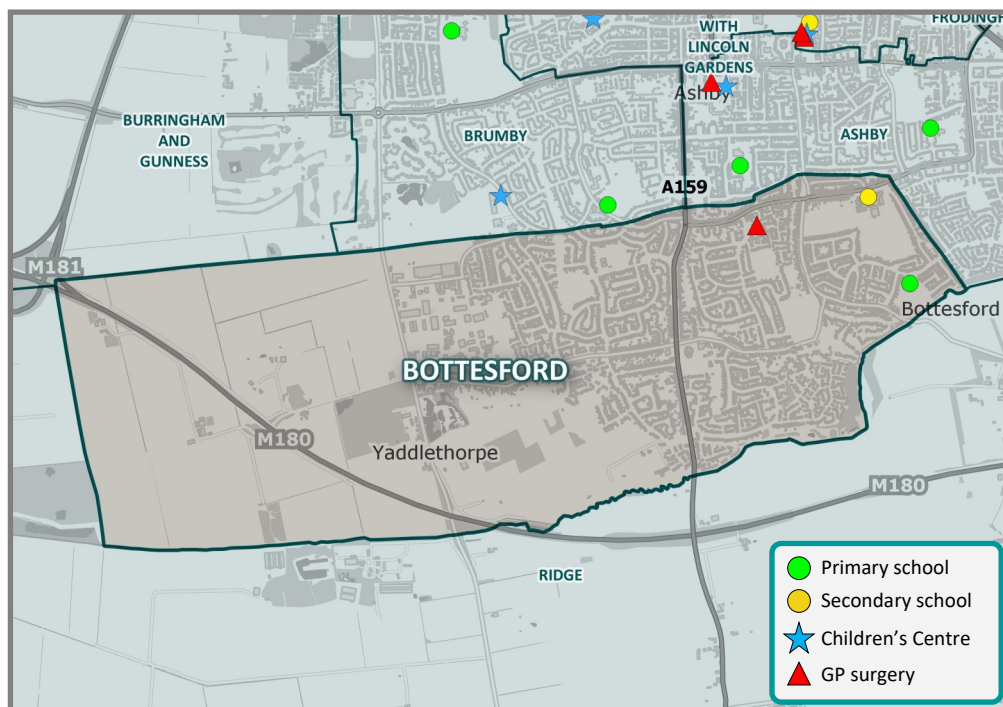 WITH
LINCOLN
GARDENS
FRODINGH
Ashby
BURRINGHAM
AND
GUNNESS
BRUMBY
ASHBY
A159
M181
Bottesford
BOTTESFORD
M180
Yaddlethorpe
M180
RIDGE
Primary school
Secondary school
Children's Centre
GP surgery